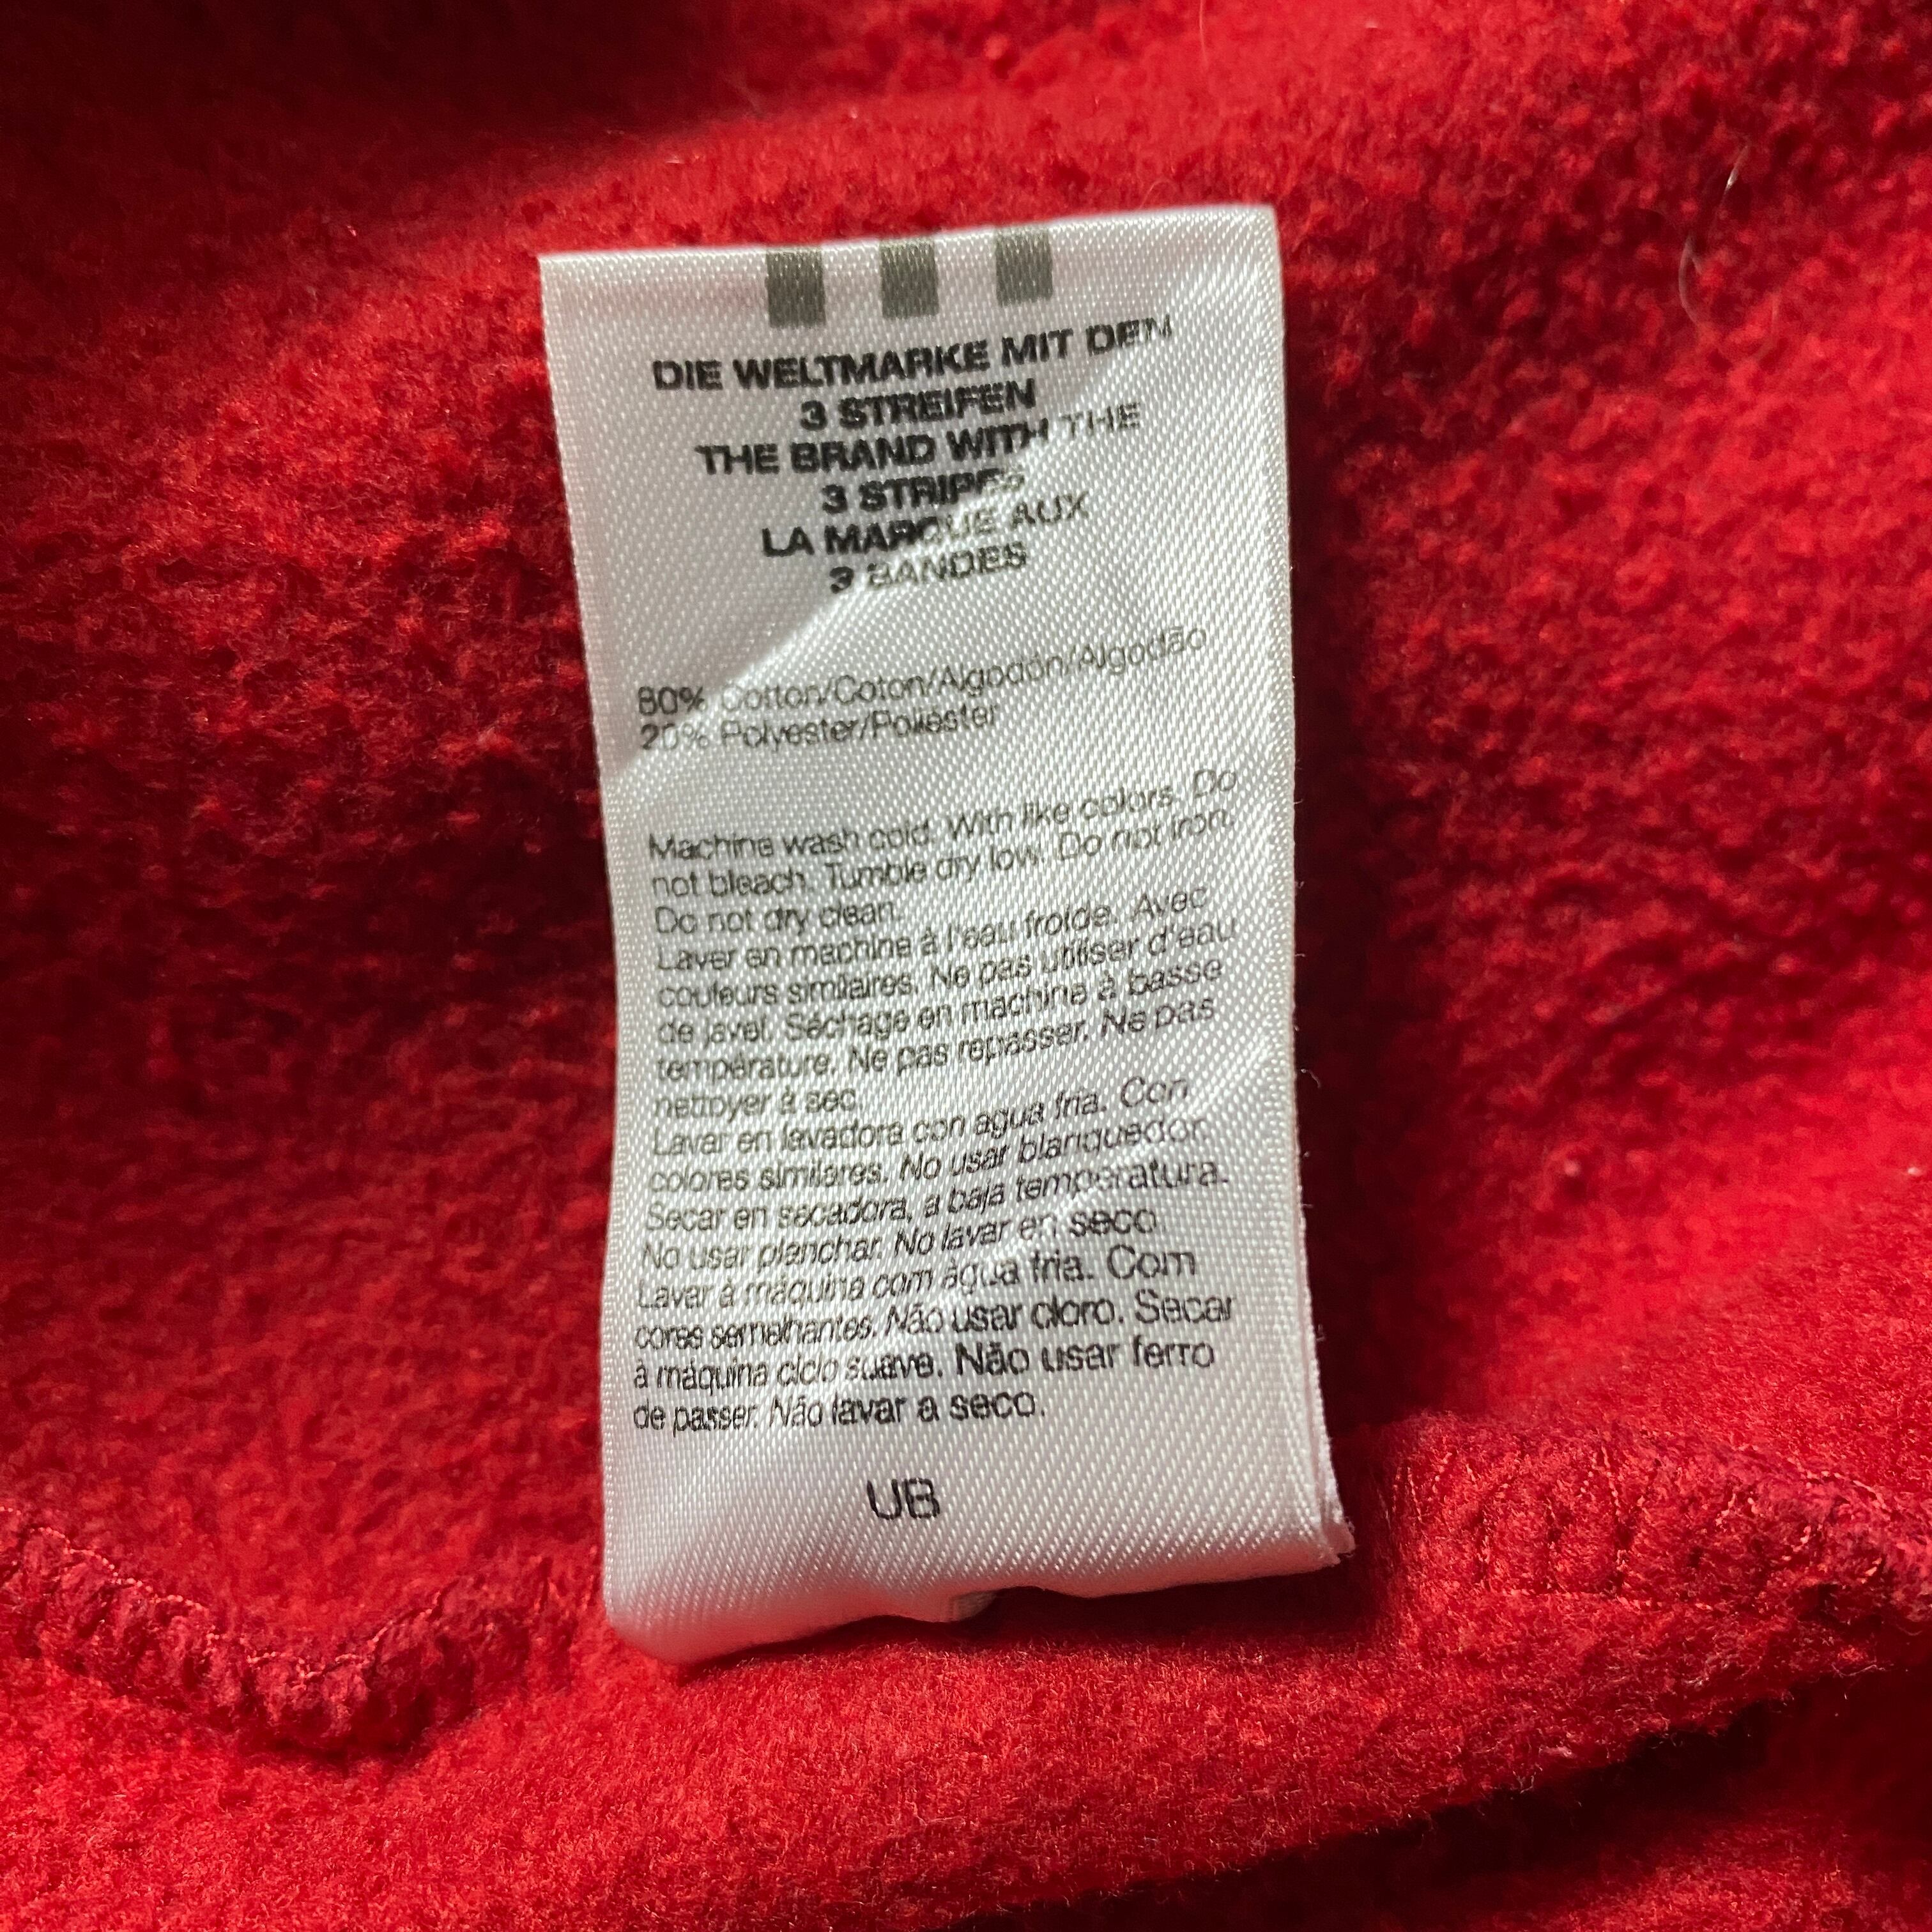 DIE WELTMARKE MIT DEN
3 STREIFEN
THE BRAND WITH THE
3 STRIPES
LA MARQUE AUX
3 BANDES
80% Cotton/Coton/Algodón/Algodão
20% Polyester/Poliéster
Machine wash cold. With like colors. Do
not bleach. Tumble dry low. Do not iron.
Do not dry clean.
Laver en machine à l'eau froide. Avec
couleurs similaires. Ne pas utiliser d'eau
de javel. Séchage en machine à basse
température. Ne pas repasser. Ne pas
nettoyer à sec.
Lavar en lavadora con agua fria. Con
colores similares. No usar blanquedor.
Secar en secadora, a baja temperatura.
No usar planchar. No lavar en seco.
Lavar à máquina com água fria. Com
cores semelhantes. Não usar cloro. Secar
à máquina ciclo suave. Não usar ferro
de passer. Não lavar a seco.
UB